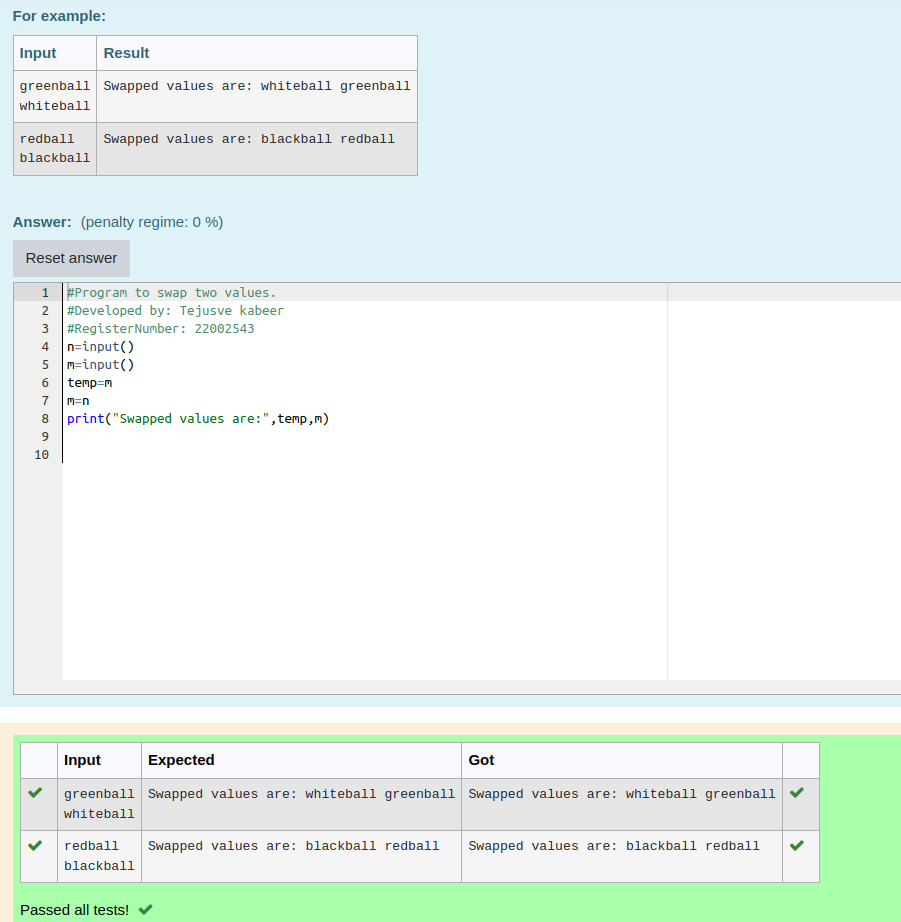 For example:
Input Result
greenball Swapped values are: whiteball greenball
whiteball
redball Swapped values are: blackball redball
blackball
Answer: (penalty regime: 0 %)
Reset answer
1 #Program to swap two values.
2 #Developed by: Tejusve kabeer
3 #RegisterNumber: 22002543
4 n=input()
5 m=input()
6 temp=m
7 m=n
8 print("Swapped values are:",temp,m)
9
10
Input Expected Got
greenball Swapped values are: whiteball greenball Swapped values are: whiteball greenball
whiteball
redball Swapped values are: blackball redball Swapped values are: blackball redball
blackball
Passed all tests!